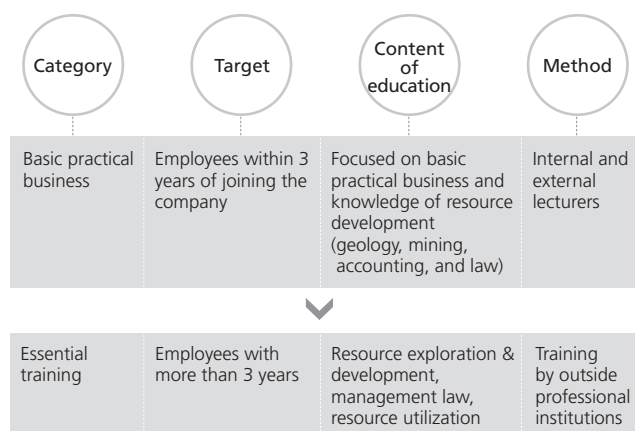 Category
Target
Content
of
education
Method
Basic practical
business
Employees within 3
years of joining the
company
Focused on basic
practical business and
knowledge of resource
development
(geology, mining,
accounting, and law)
Internal and
external
lecturers
Essential
training
Employees with
more than 3 years
Resource exploration &
development,
management law,
resource utilization
Training
by outside
professional
institutions